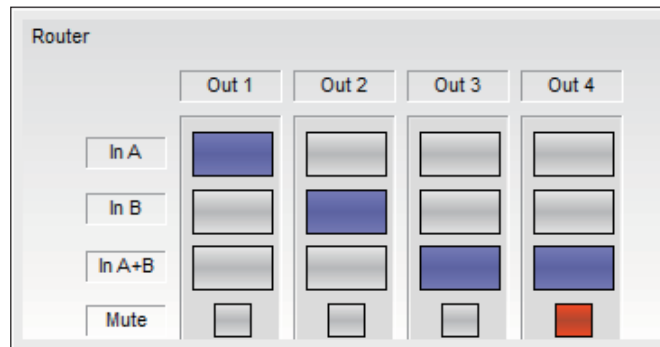 Router
Out 1 Out 2 Out 3 Out 4
In A
In B
In A+B
Mute